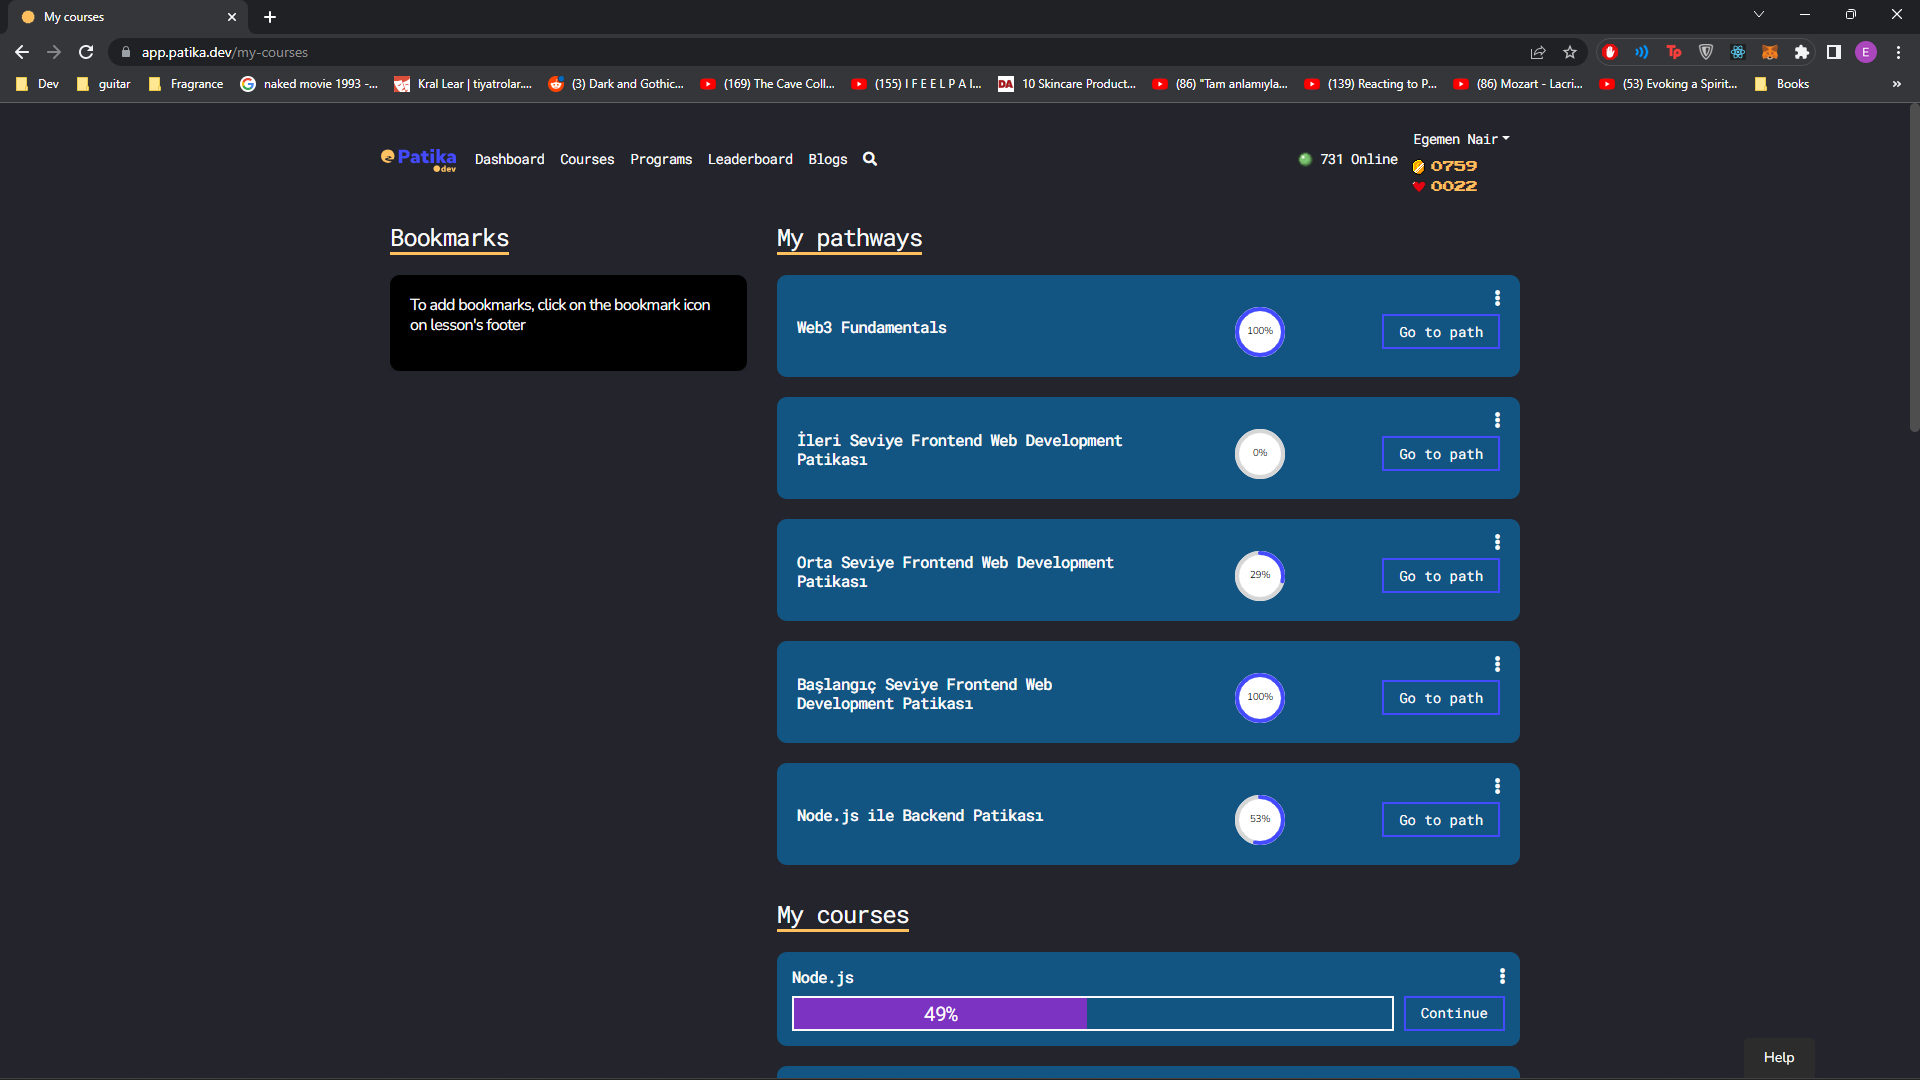 My courses
app.patika.dev/my-courses
Dev
guitar
Fragrance
naked movie 1993 -...
Kral Lear | tiyatrolar....
(3) Dark and Gothic...
(169) The Cave Coll...
(155) I F E E L P A I...
10 Skincare Product...
(86) "Tam anlamıyla...
(139) Reacting to P...
(86) Mozart - Lacri...
(53) Evoking a Spirit...
Books
»
Patika
dev
Dashboard
Courses
Programs
Leaderboard
Blogs
731 Online
Egemen Nair
0759
0022
Bookmarks
To add bookmarks, click on the bookmark icon
on lesson's footer
My pathways
Web3 Fundamentals
100%
Go to path
İleri Seviye Frontend Web Development
Patikası
0%
Go to path
Orta Seviye Frontend Web Development
Patikası
29%
Go to path
Başlangıç Seviye Frontend Web
Development Patikası
100%
Go to path
Node.js ile Backend Patikası
53%
Go to path
My courses
Node.js
49%
Continue
Help